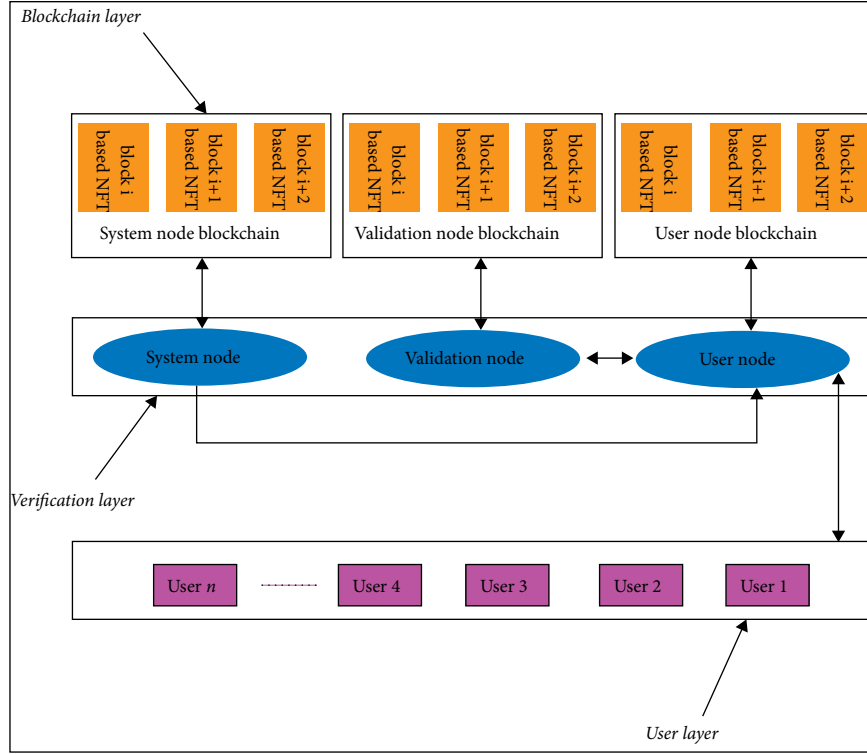 Blockchain layer
block i
based NFT
block i+1
based NFT
block i+2
based NFT
System node blockchain
block i
based NFT
block i+1
based NFT
block i+2
based NFT
Validation node blockchain
block i
based NFT
block i+1
based NFT
block i+2
based NFT
User node blockchain
System node
Validation node
User node
Verification layer
User n
User 4
User 3
User 2
User 1
User layer